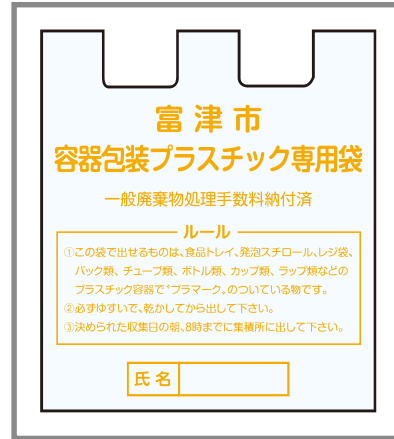 富津市
容器包装プラスチック専用袋
一般廃棄物処理手数料納付済
ルール
①この袋で出せるものは、食品トレイ、発泡スチロール、レジ袋、
パック類、チューブ類、ボトル類、カップ類、ラップ類などの
プラスチック容器で“プラマーク„のついている物です。
②必ずゆすいで、乾かしてから出して下さい。
③決められた収集日の朝、8時までに集積所に出して下さい。
氏名